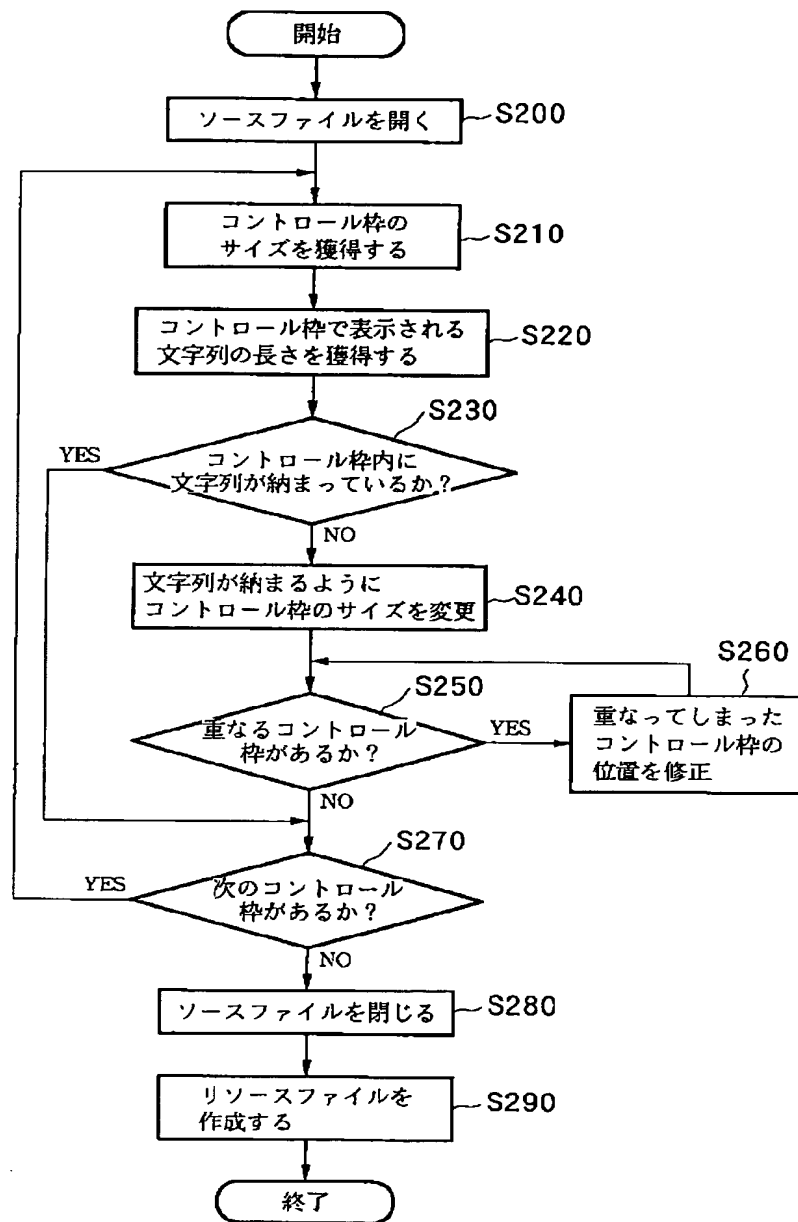 開始
ソースファイルを開く
S200
コントロール枠の
サイズを獲得する
S210
コントロール枠で表示される
文字列の長さを獲得する
S220
S230
YES
コントロール枠内に
文字列が納まっているか？
NO
文字列が納まるように
コントロール枠のサイズを変更
S240
S260
S250
重なるコントロール
枠があるか？
YES
重なってしまった
コントロール枠の
位置を修正
NO
S270
YES
次のコントロール
枠があるか？
NO
ソースファイルを閉じる
S280
リソースファイルを
作成する
S290
終了